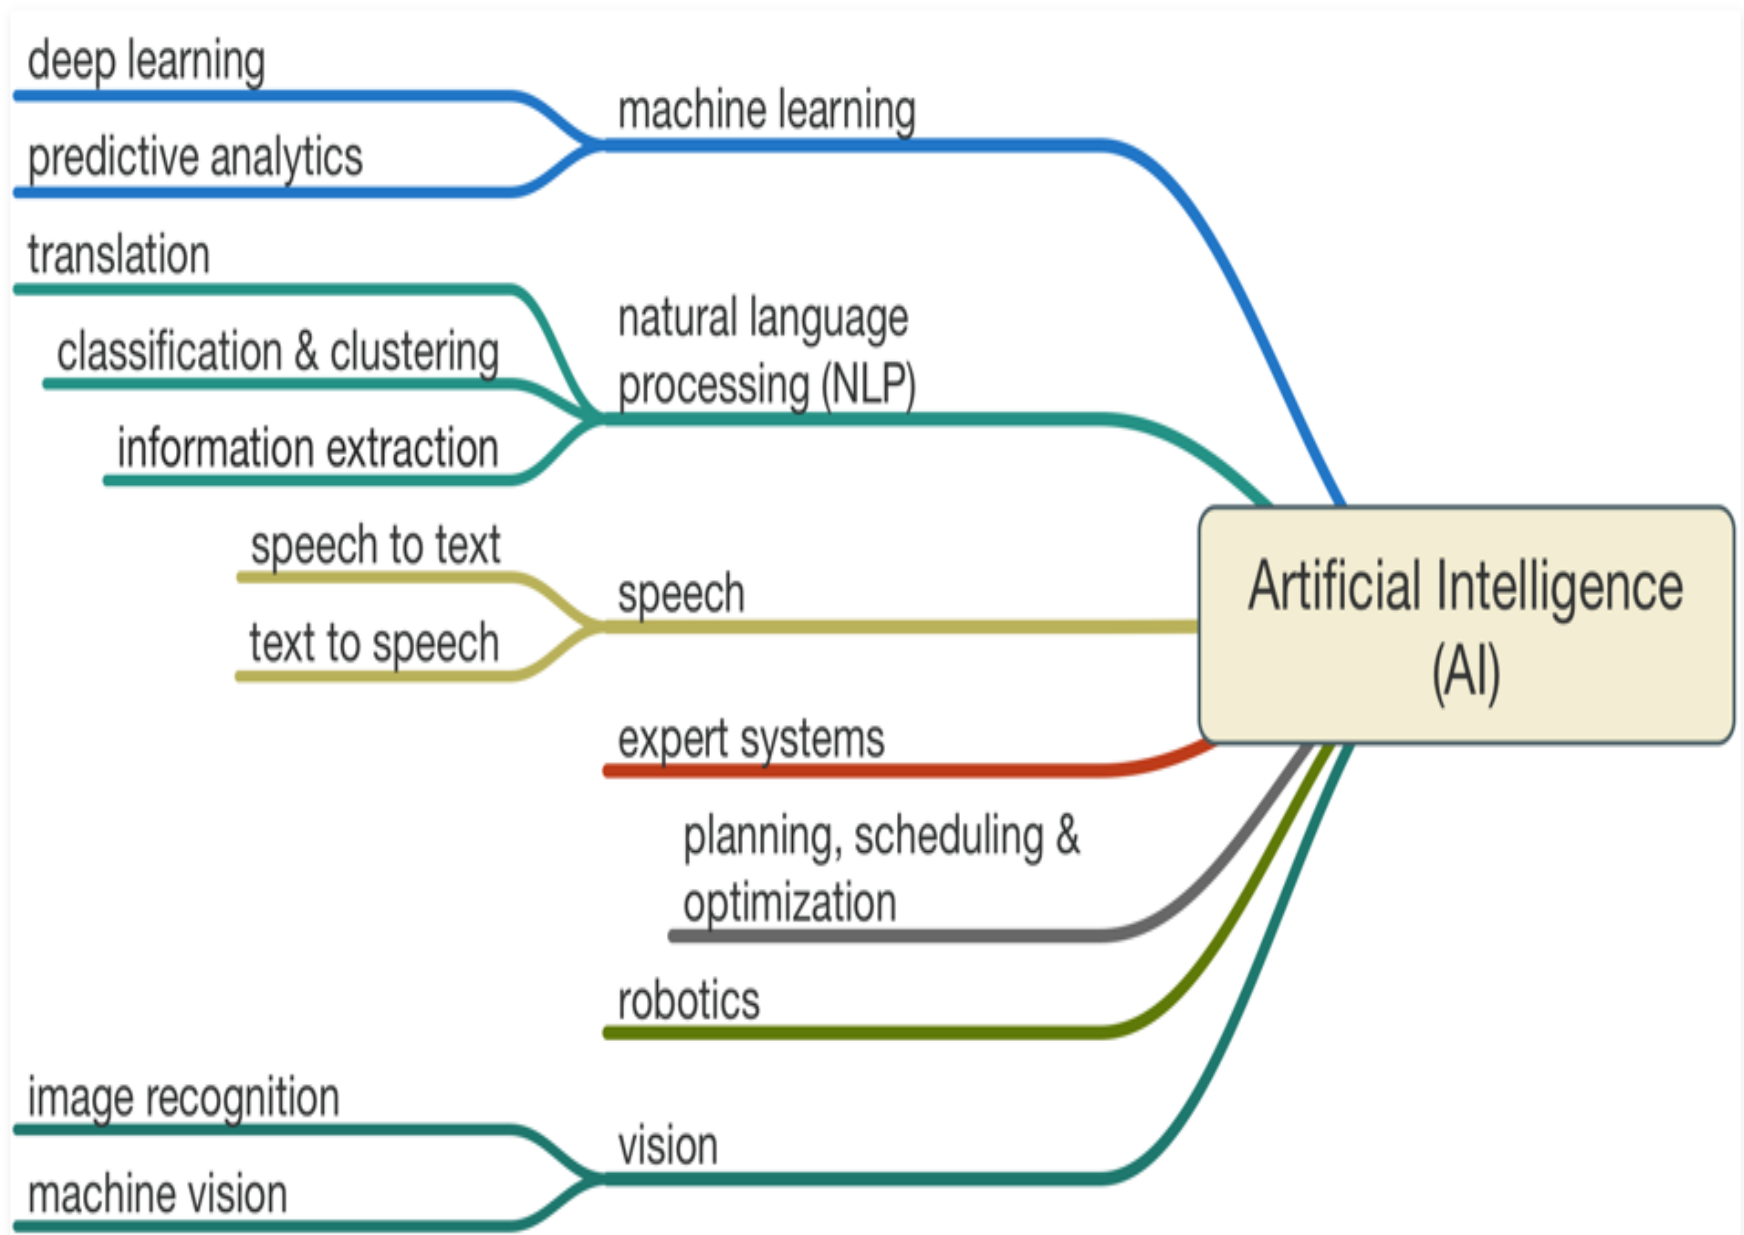 deep learning
machine learning
predictive analytics
translation
natural language
processing (NLP)
classification & clustering
information extraction
speech to text
speech
text to speech
Artificial Intelligence
(AI)
expert systems
planning, scheduling &
optimization
robotics
image recognition
vision
machine vision